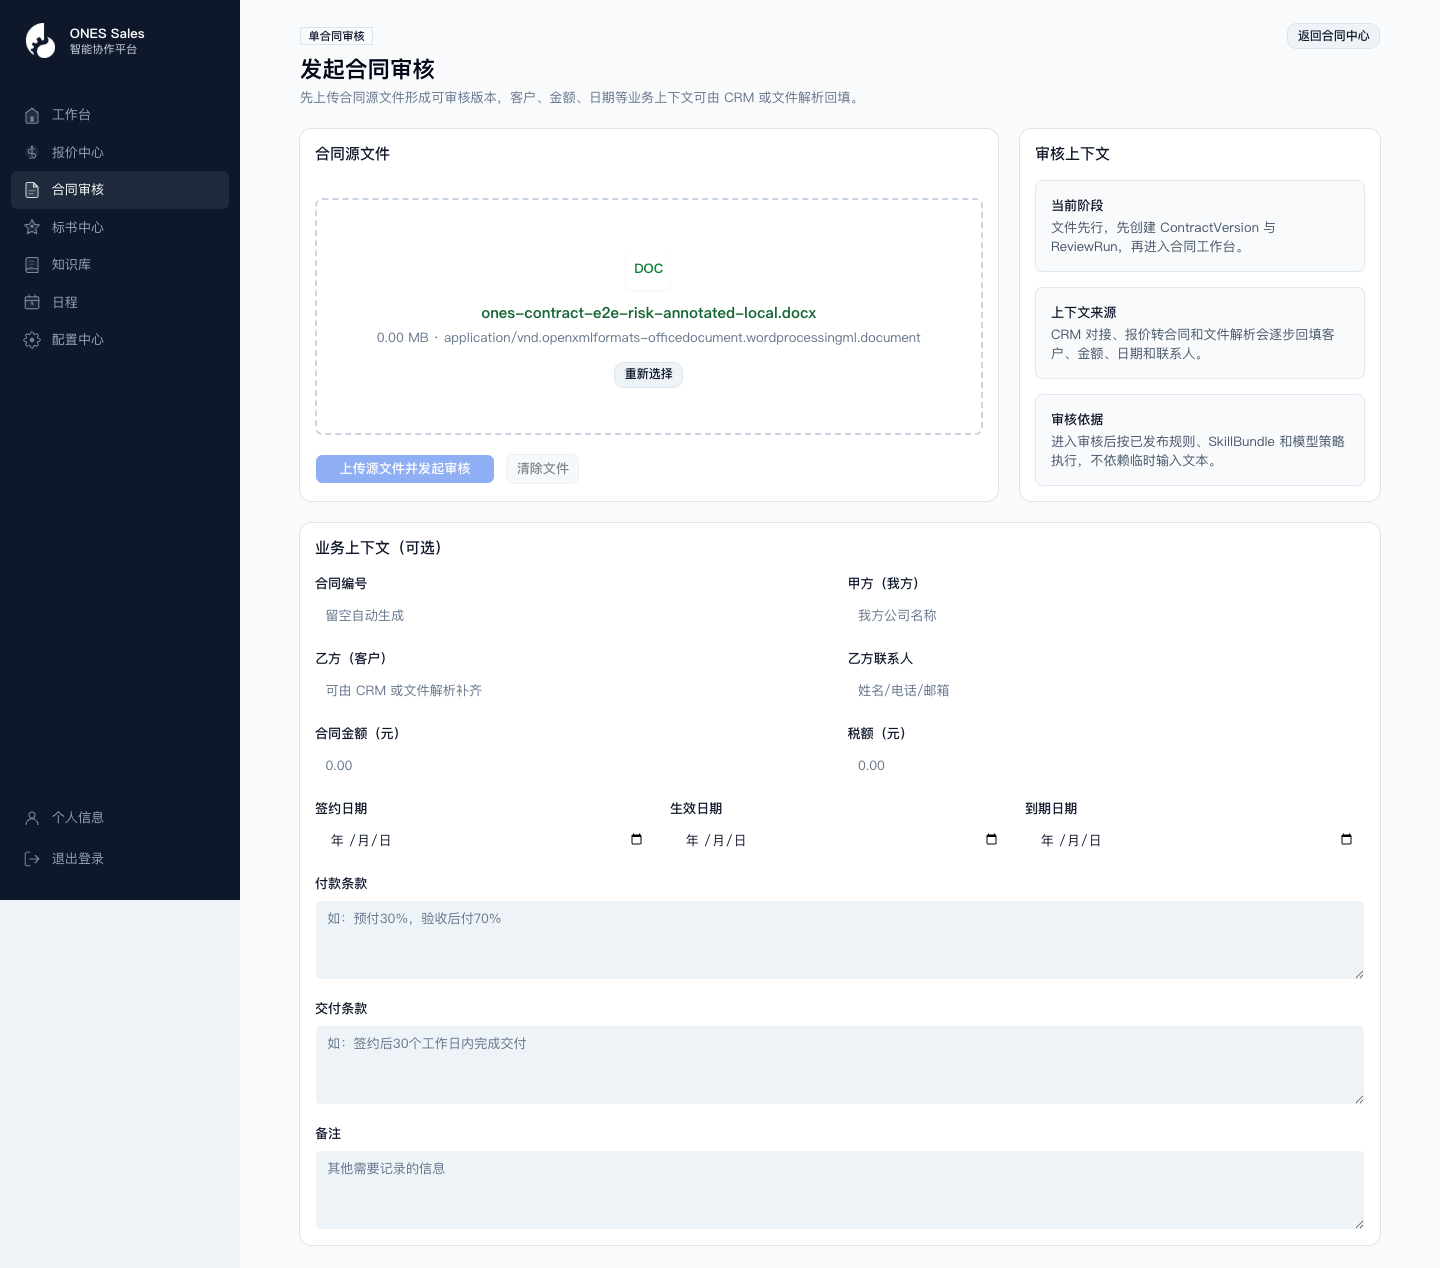 ONES Sales
智能协作平台
工作台
报价中心
合同审核
标书中心
知识库
日程
配置中心
个人信息
退出登录
单合同审核
返回合同中心
发起合同审核
先上传合同源文件形成可审核版本，客户、金额、日期等业务上下文可由 CRM 或文件解析回填。
合同源文件
DOC
ones-contract-e2e-risk-annotated-local.docx
0.00 MB · application/vnd.openxmlformats-officedocument.wordprocessingml.document
重新选择
上传源文件并发起审核
清除文件
审核上下文
当前阶段
文件先行，先创建 ContractVersion 与
ReviewRun，再进入合同工作台。
上下文来源
CRM 对接、报价转合同和文件解析会逐步回填客
户、金额、日期和联系人。
审核依据
进入审核后按已发布规则、SkillBundle 和模型策略
执行，不依赖临时输入文本。
业务上下文（可选）
合同编号
留空自动生成
甲方（我方）
我方公司名称
乙方（客户）
可由 CRM 或文件解析补齐
乙方联系人
姓名/电话/邮箱
合同金额（元）
0.00
税额（元）
0.00
签约日期
年 /月/日
生效日期
年 /月/日
到期日期
年 /月/日
付款条款
如：预付30%，验收后付70%
交付条款
如：签约后30个工作日内完成交付
备注
其他需要记录的信息